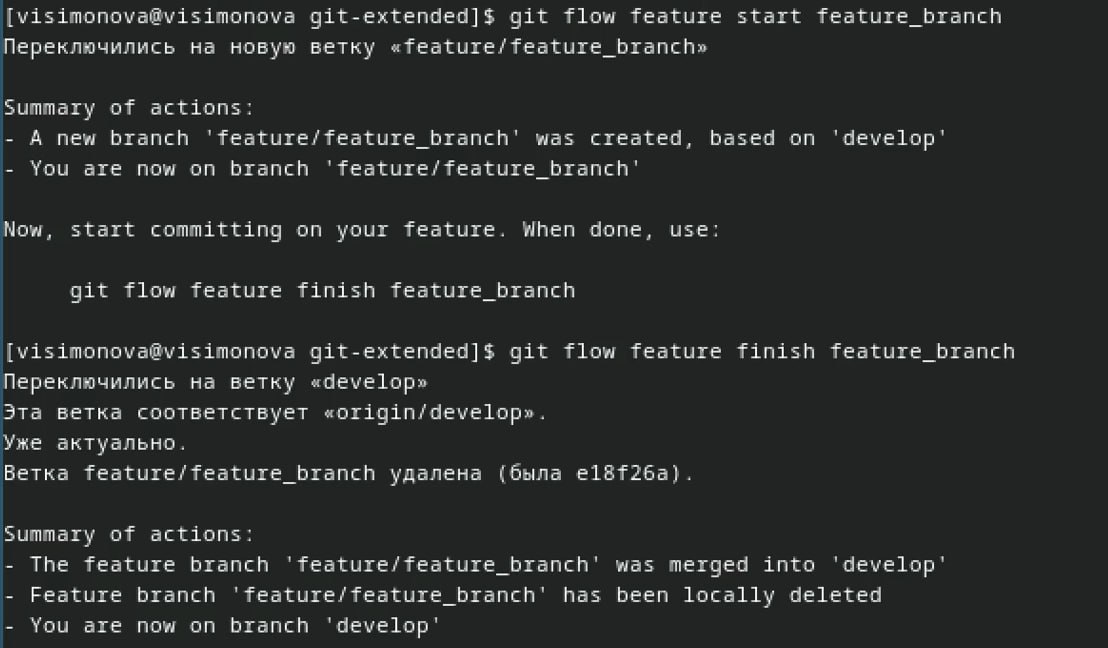 [visimonova@visimonova git-extended]$ git flow feature start feature_branch
Переключились на новую ветку «feature/feature_branch»
Summary of actions:
- A new branch 'feature/feature_branch' was created, based on 'develop'
- You are now on branch 'feature/feature_branch'
Now, start committing on your feature. When done, use:
git flow feature finish feature_branch
[visimonova@visimonova git-extended]$ git flow feature finish feature_branch
Переключились на ветку «develop»
Эта ветка соответствует «origin/develop».
Уже актуально.
Ветка feature/feature_branch удалена (была e18f26a).
Summary of actions:
- The feature branch 'feature/feature_branch' was merged into 'develop'
- Feature branch 'feature/feature_branch' has been locally deleted
- You are now on branch 'develop'